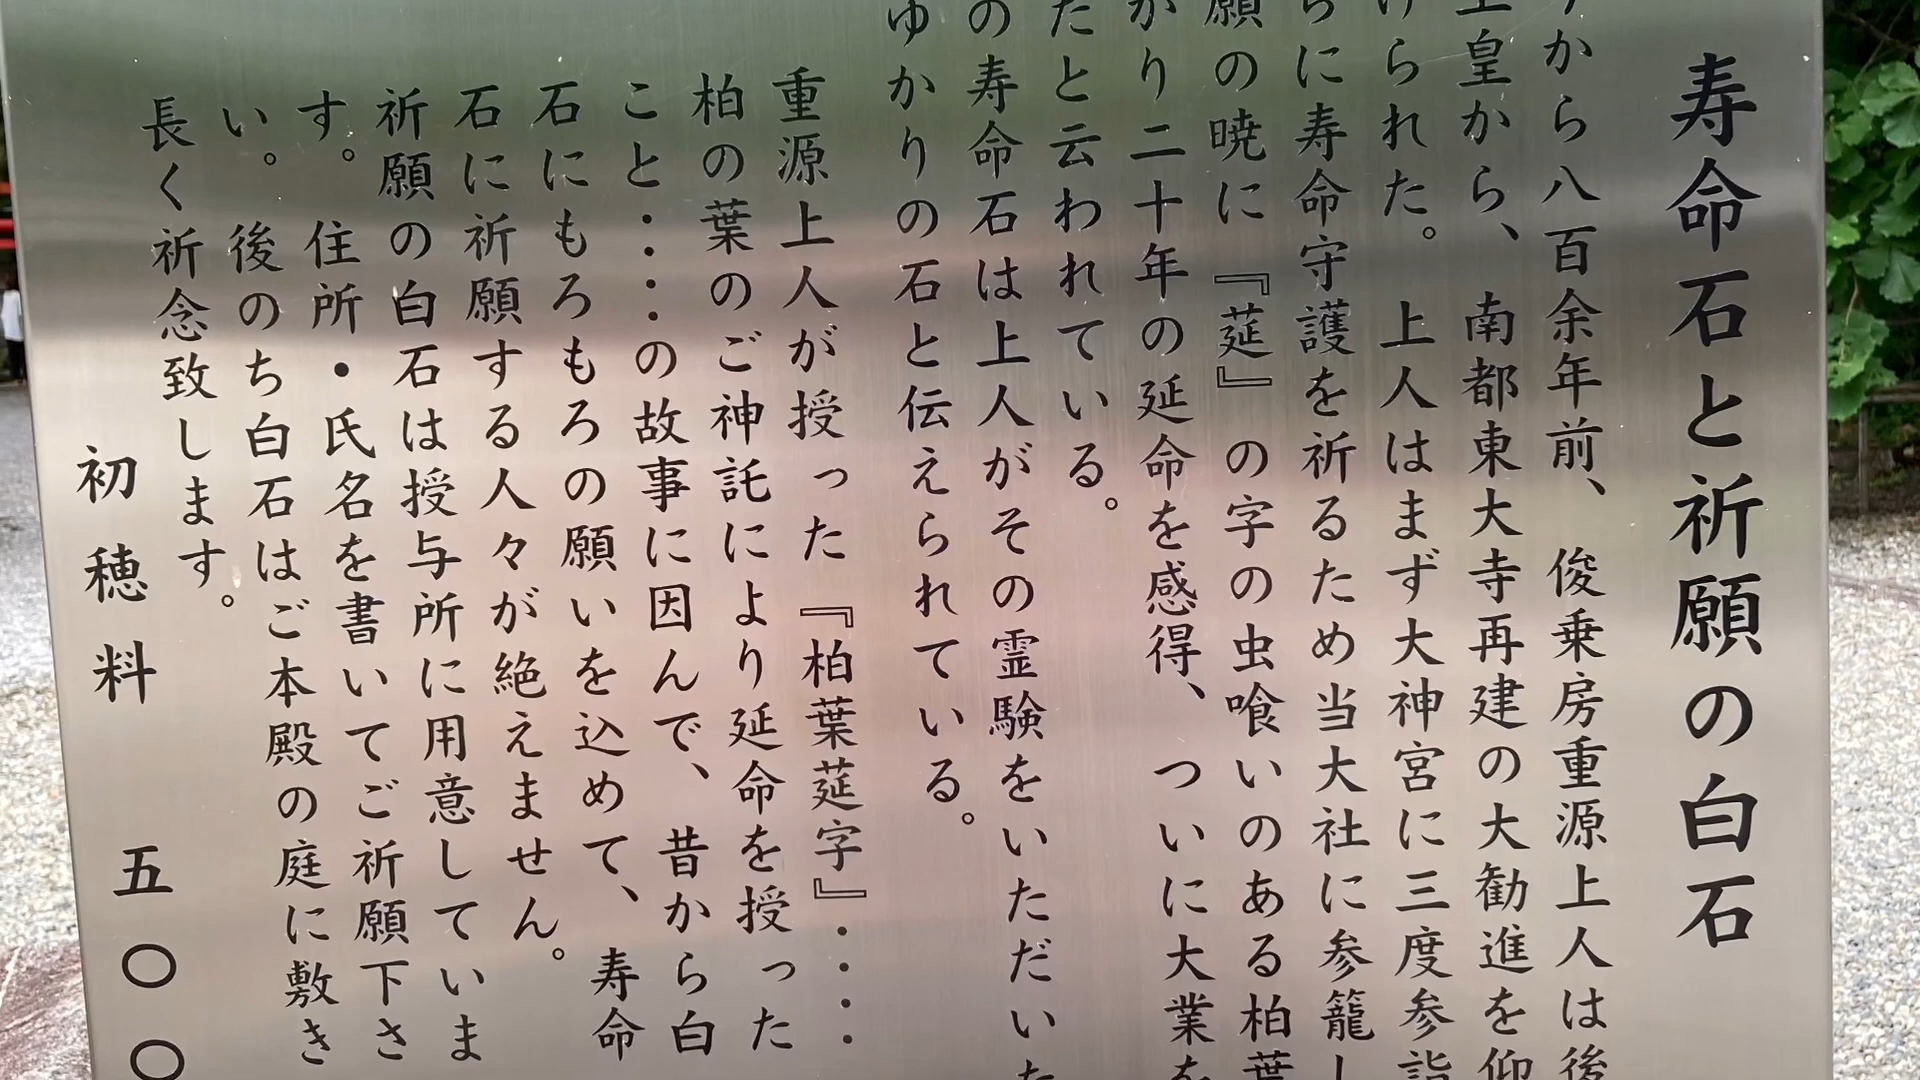 寿命石と祈願の白石
から八百余年前、俊乗房重源上人は後
上皇から、南都東大寺再建の大勧進を仰
けられた。上人はまず大神宮に三度参詣
らに寿命守護を祈るため当大社に参籠し
願の暁に『莚』の字の虫喰いのある柏葉
かり二十年の延命を感得、ついに大業を
たと云われている。
の寿命石は上人がその霊験をいただいた
ゆかりの石と伝えられている。
重源上人が授った『柏葉莚字』・・・
柏の葉のご神託により延命を授った
こと・・・の故事に因んで、昔から白
石にもろもろの願いを込めて、寿命
石に祈願する人々が絶えません。
祈願の白石は授与所に用意していま
す。住所・氏名を書いてご祈願下さ
い。後のち白石はご本殿の庭に敷き
長く祈念致します。
初穂料 五〇〇